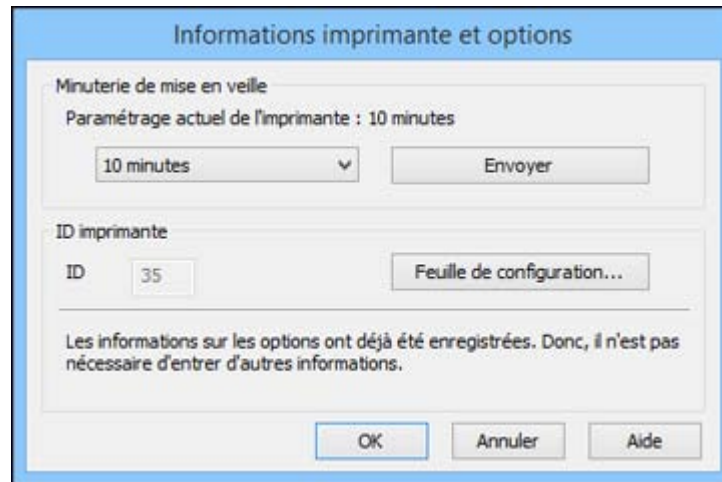 Informations imprimante et options
Minuterie de mise en veille
Paramétrage actuel de l'imprimante : 10 minutes
10 minutes
Envoyer
ID imprimante
ID
35
Feuille de configuration...
Les informations sur les options ont déjà été enregistrées. Donc, il n'est pas
nécessaire d'entrer d'autres informations.
OK
Annuler
Aide